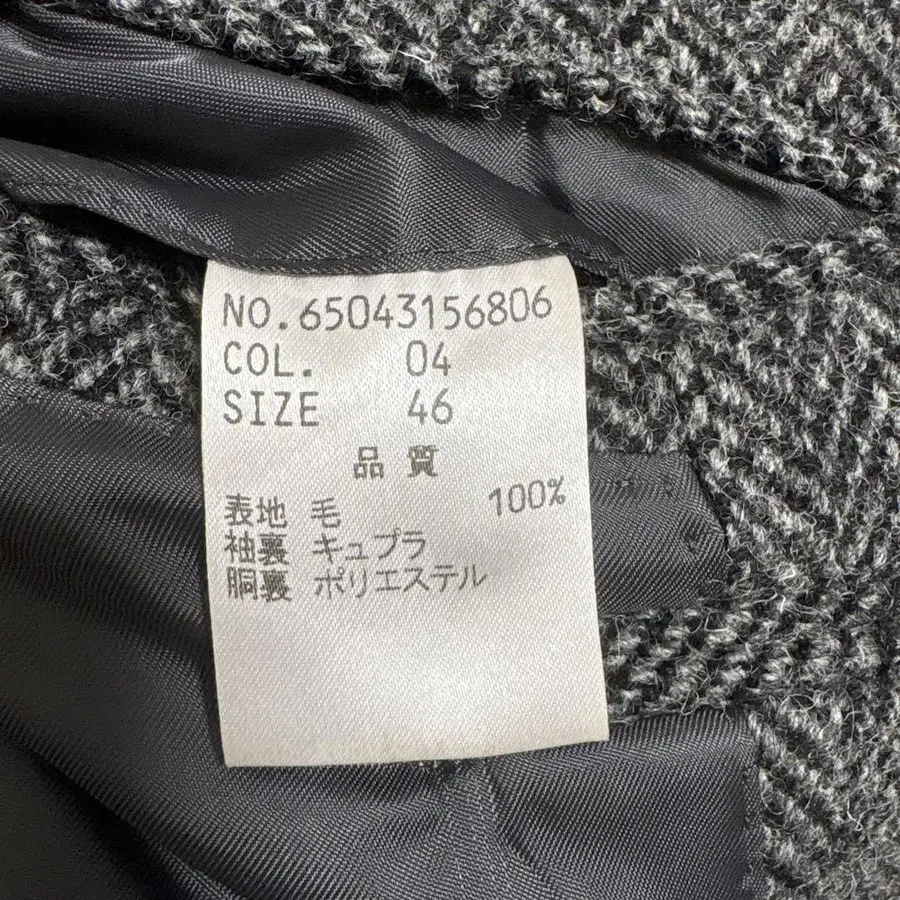 NO.65043156806
COL. 04
SIZE 46
品質
表地 毛 100%
袖裏 キュプラ
胴裏 ポリエステル